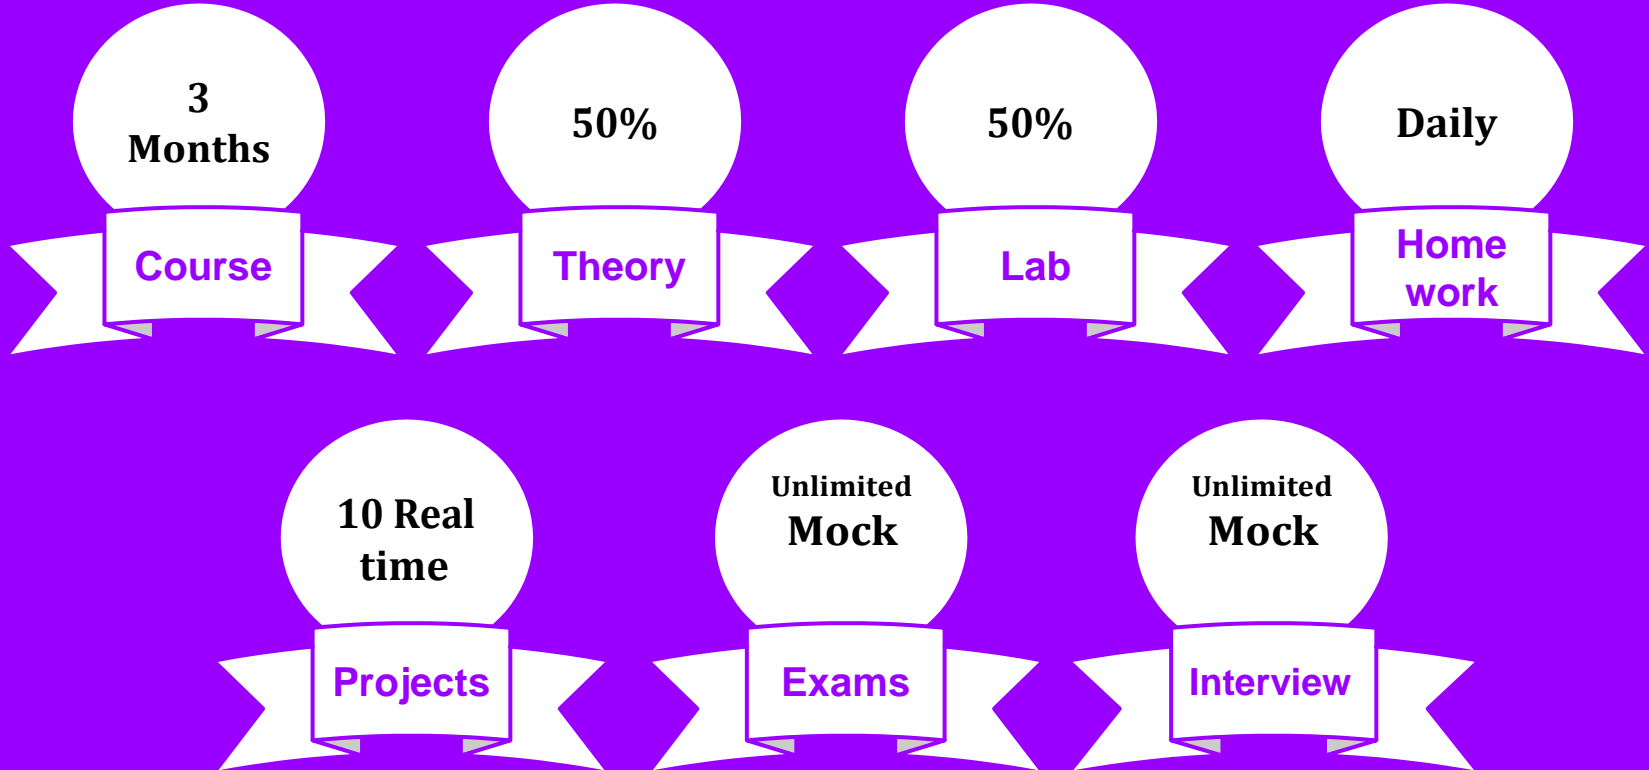 3
Months
Course
50%
Theory
50%
Lab
Daily
Home
work
10 Real
time
Projects
Unlimited
Mock
Exams
Unlimited
Mock
Interview